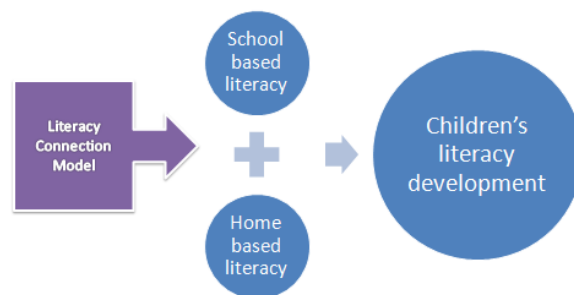 Literacy
Connection
Model
School
based
literacy
Home
based
literacy
Children's
literacy
development